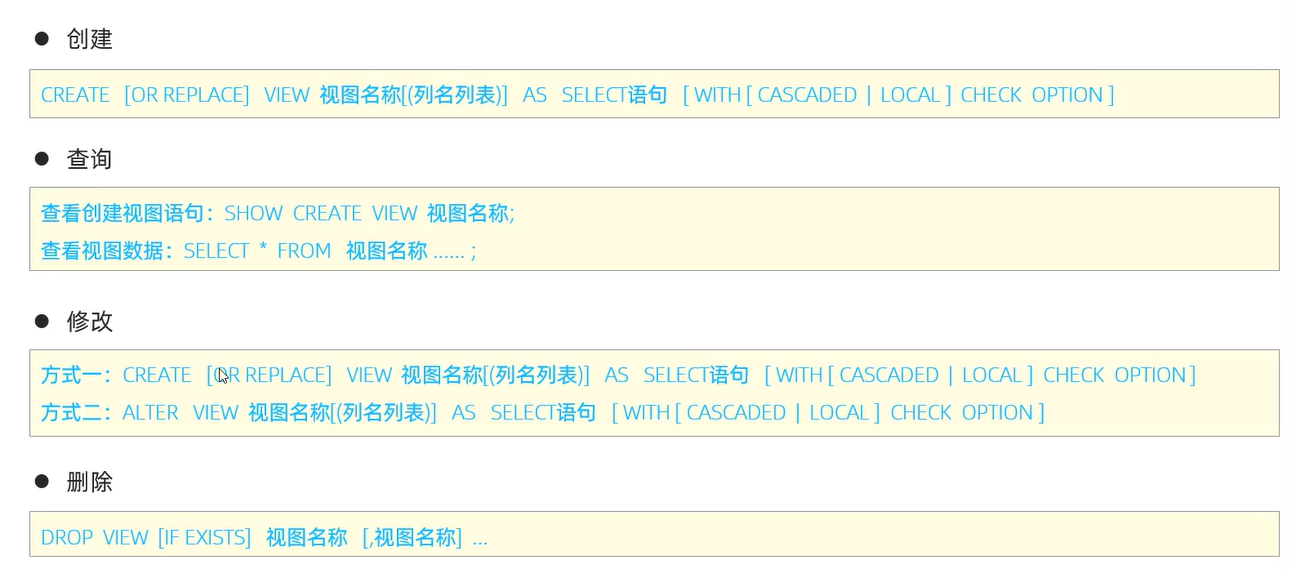 创建
CREATE [OR REPLACE] VIEW 视图名称[(列名列表)] AS SELECT语句 [ WITH [ CASCADED | LOCAL ] CHECK OPTION ]
查询
查看创建视图语句：SHOW CREATE VIEW 视图名称;
查看视图数据：SELECT * FROM 视图名称 ...... ;
修改
方式一：CREATE [OR REPLACE] VIEW 视图名称[(列名列表)] AS SELECT语句 [ WITH [ CASCADED | LOCAL ] CHECK OPTION ]
方式二：ALTER VIEW 视图名称[(列名列表)] AS SELECT语句 [ WITH [ CASCADED | LOCAL ] CHECK OPTION ]
删除
DROP VIEW [IF EXISTS] 视图名称 [,视图名称] ...